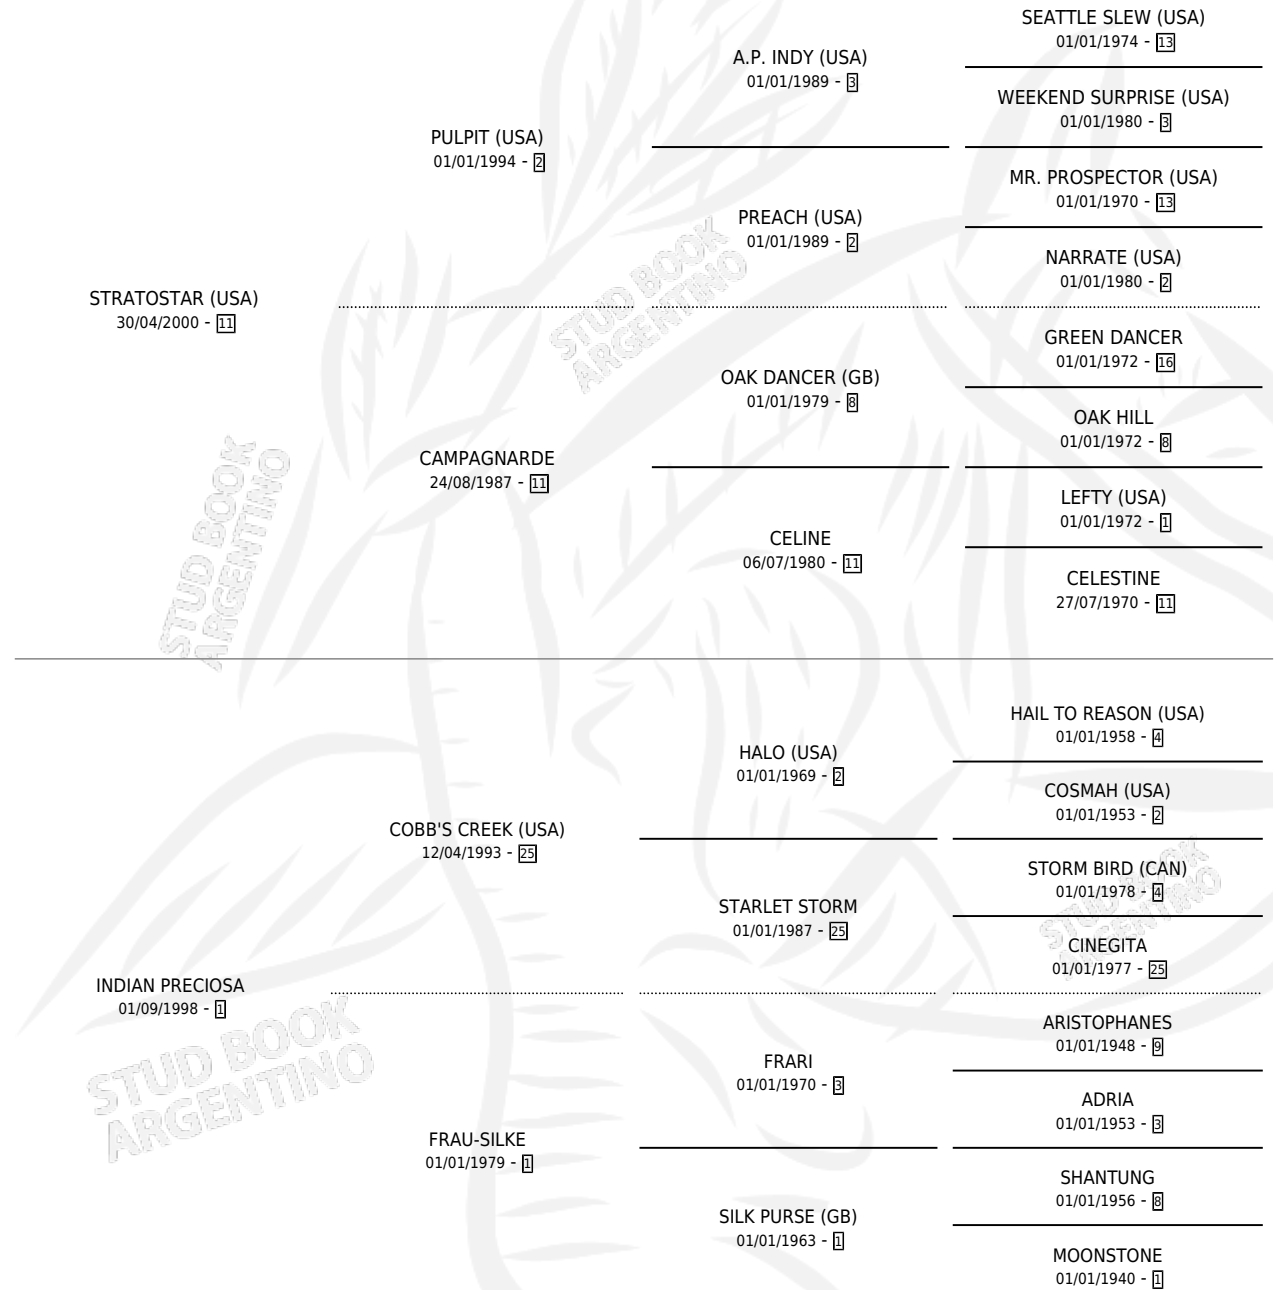 SEATTLE SLEW (USA)
01/01/1974 - 13
A.P. INDY (USA)
01/01/1989 - 3
WEEKEND SURPRISE (USA)
01/01/1980 - 3
PULPIT (USA)
01/01/1994 - 2
MR. PROSPECTOR (USA)
01/01/1970 - 13
PREACH (USA)
01/01/1989 - 2
NARRATE (USA)
01/01/1980 - 2
STRATOSTAR (USA)
30/04/2000 - 11
GREEN DANCER
01/01/1972 - 16
OAK DANCER (GB)
01/01/1979 - 8
OAK HILL
01/01/1972 - 8
CAMPAGNARDE
24/08/1987 - 11
LEFTY (USA)
01/01/1972 - 1
CELINE
06/07/1980 - 11
CELESTINE
27/07/1970 - 11
HAIL TO REASON (USA)
01/01/1958 - 4
HALO (USA)
01/01/1969 - 2
COSMAH (USA)
01/01/1953 - 2
COBB'S CREEK (USA)
12/04/1993 - 25
STORM BIRD (CAN)
01/01/1978 - 4
STARLET STORM
01/01/1987 - 25
CINEGITA
01/01/1977 - 25
INDIAN PRECIOSA
01/09/1998 - 1
ARISTOPHANES
01/01/1948 - 9
FRARI
01/01/1970 - 3
ADRIA
01/01/1953 - 3
FRAU-SILKE
01/01/1979 - 1
SHANTUNG
01/01/1956 - 8
SILK PURSE (GB)
01/01/1963 - 1
MOONSTONE
01/01/1940 - 1
STUD BOOK
ARGENTINO
STUD BOOK
ARGENTINO
STUD BOOK
ARGENTINO
STUD BOOK
ARGENTINO